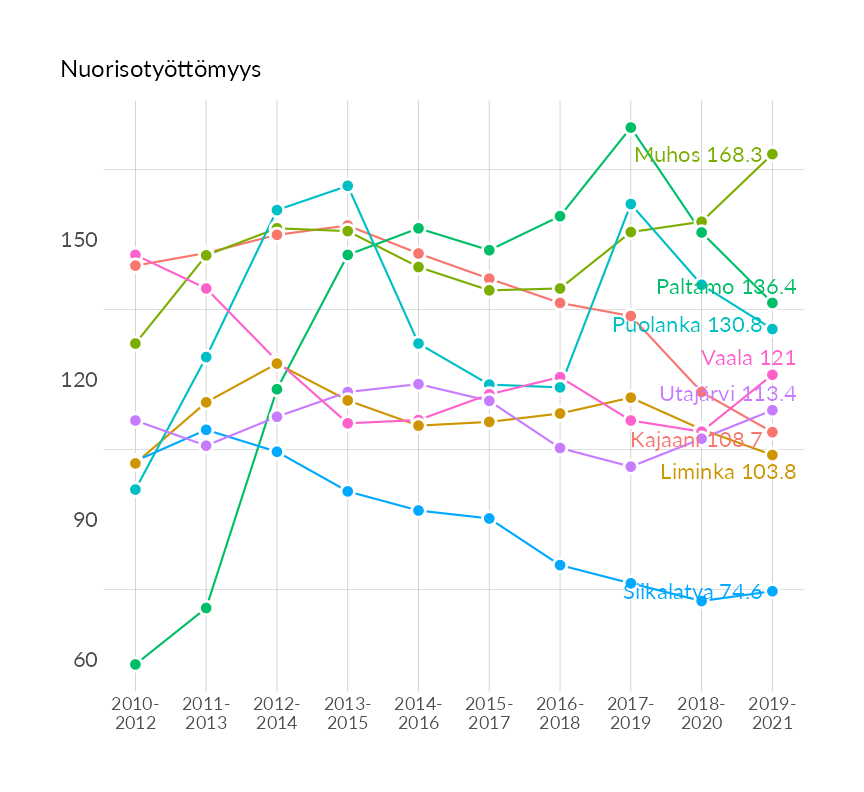 Nuorisotyöttömyys
Muhos 168.3
150
Paltamo 136.4
Puolanka 130.8
Vaala 121
120
Utajärvi 113.4
Kajaani 108.7
Liminka 103.8
90
Siikalatva 74.6
60
2010-
2012
2011-
2013
2012-
2014
2013-
2015
2014-
2016
2015-
2017
2016-
2018
2017-
2019
2018-
2020
2019-
2021